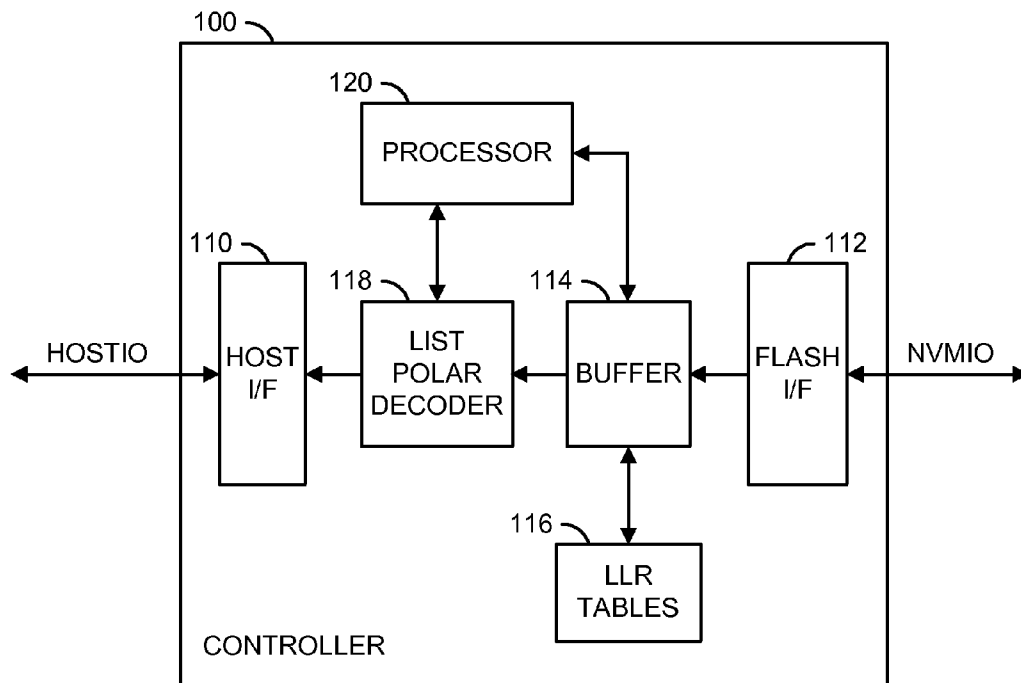 100
120
PROCESSOR
110
118
114
112
HOSTIO
HOST
I/F
LIST
POLAR
DECODER
BUFFER
FLASH
I/F
NVMIO
116
LLR
TABLES
CONTROLLER